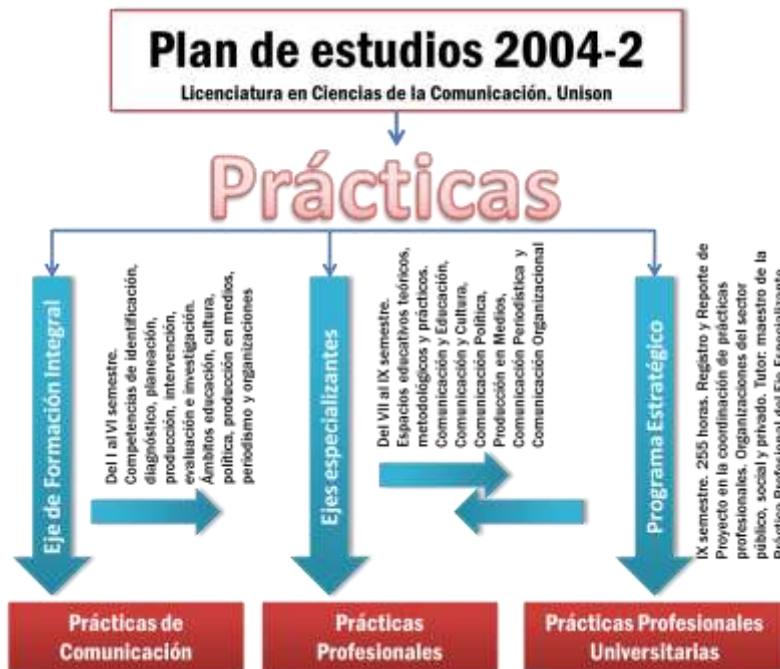 Plan de estudios 2004-2
Licenciatura en Ciencias de la Comunicación. Unison
Prácticas
Eje de Formación Integral
Del I al VI semestre.
Competencias de identificación,
diagnóstico, planeación,
producción, intervención,
evaluación e investigación.
Ámbitos educación, cultura,
política, producción en medios,
periodismo y organizaciones
Ejes especializantes
Del VII al IX semestre.
Espacios educativos teóricos,
metodológicos y prácticos.
Comunicación y Educación,
Comunicación y Cultura,
Comunicación Política,
Producción en Medios,
Comunicación Periodística y
Comunicación Organizacional
Programa Estratégico
IX semestre. 255 horas. Registro y Reporte de
Proyecto en la coordinación de prácticas
profesionales. Organizaciones del sector
público, social y privado. Tutor: maestro de la
Práctica Profesional del Eje Especializante
Prácticas de
Comunicación
Prácticas
Profesionales
Prácticas Profesionales
Universitarias